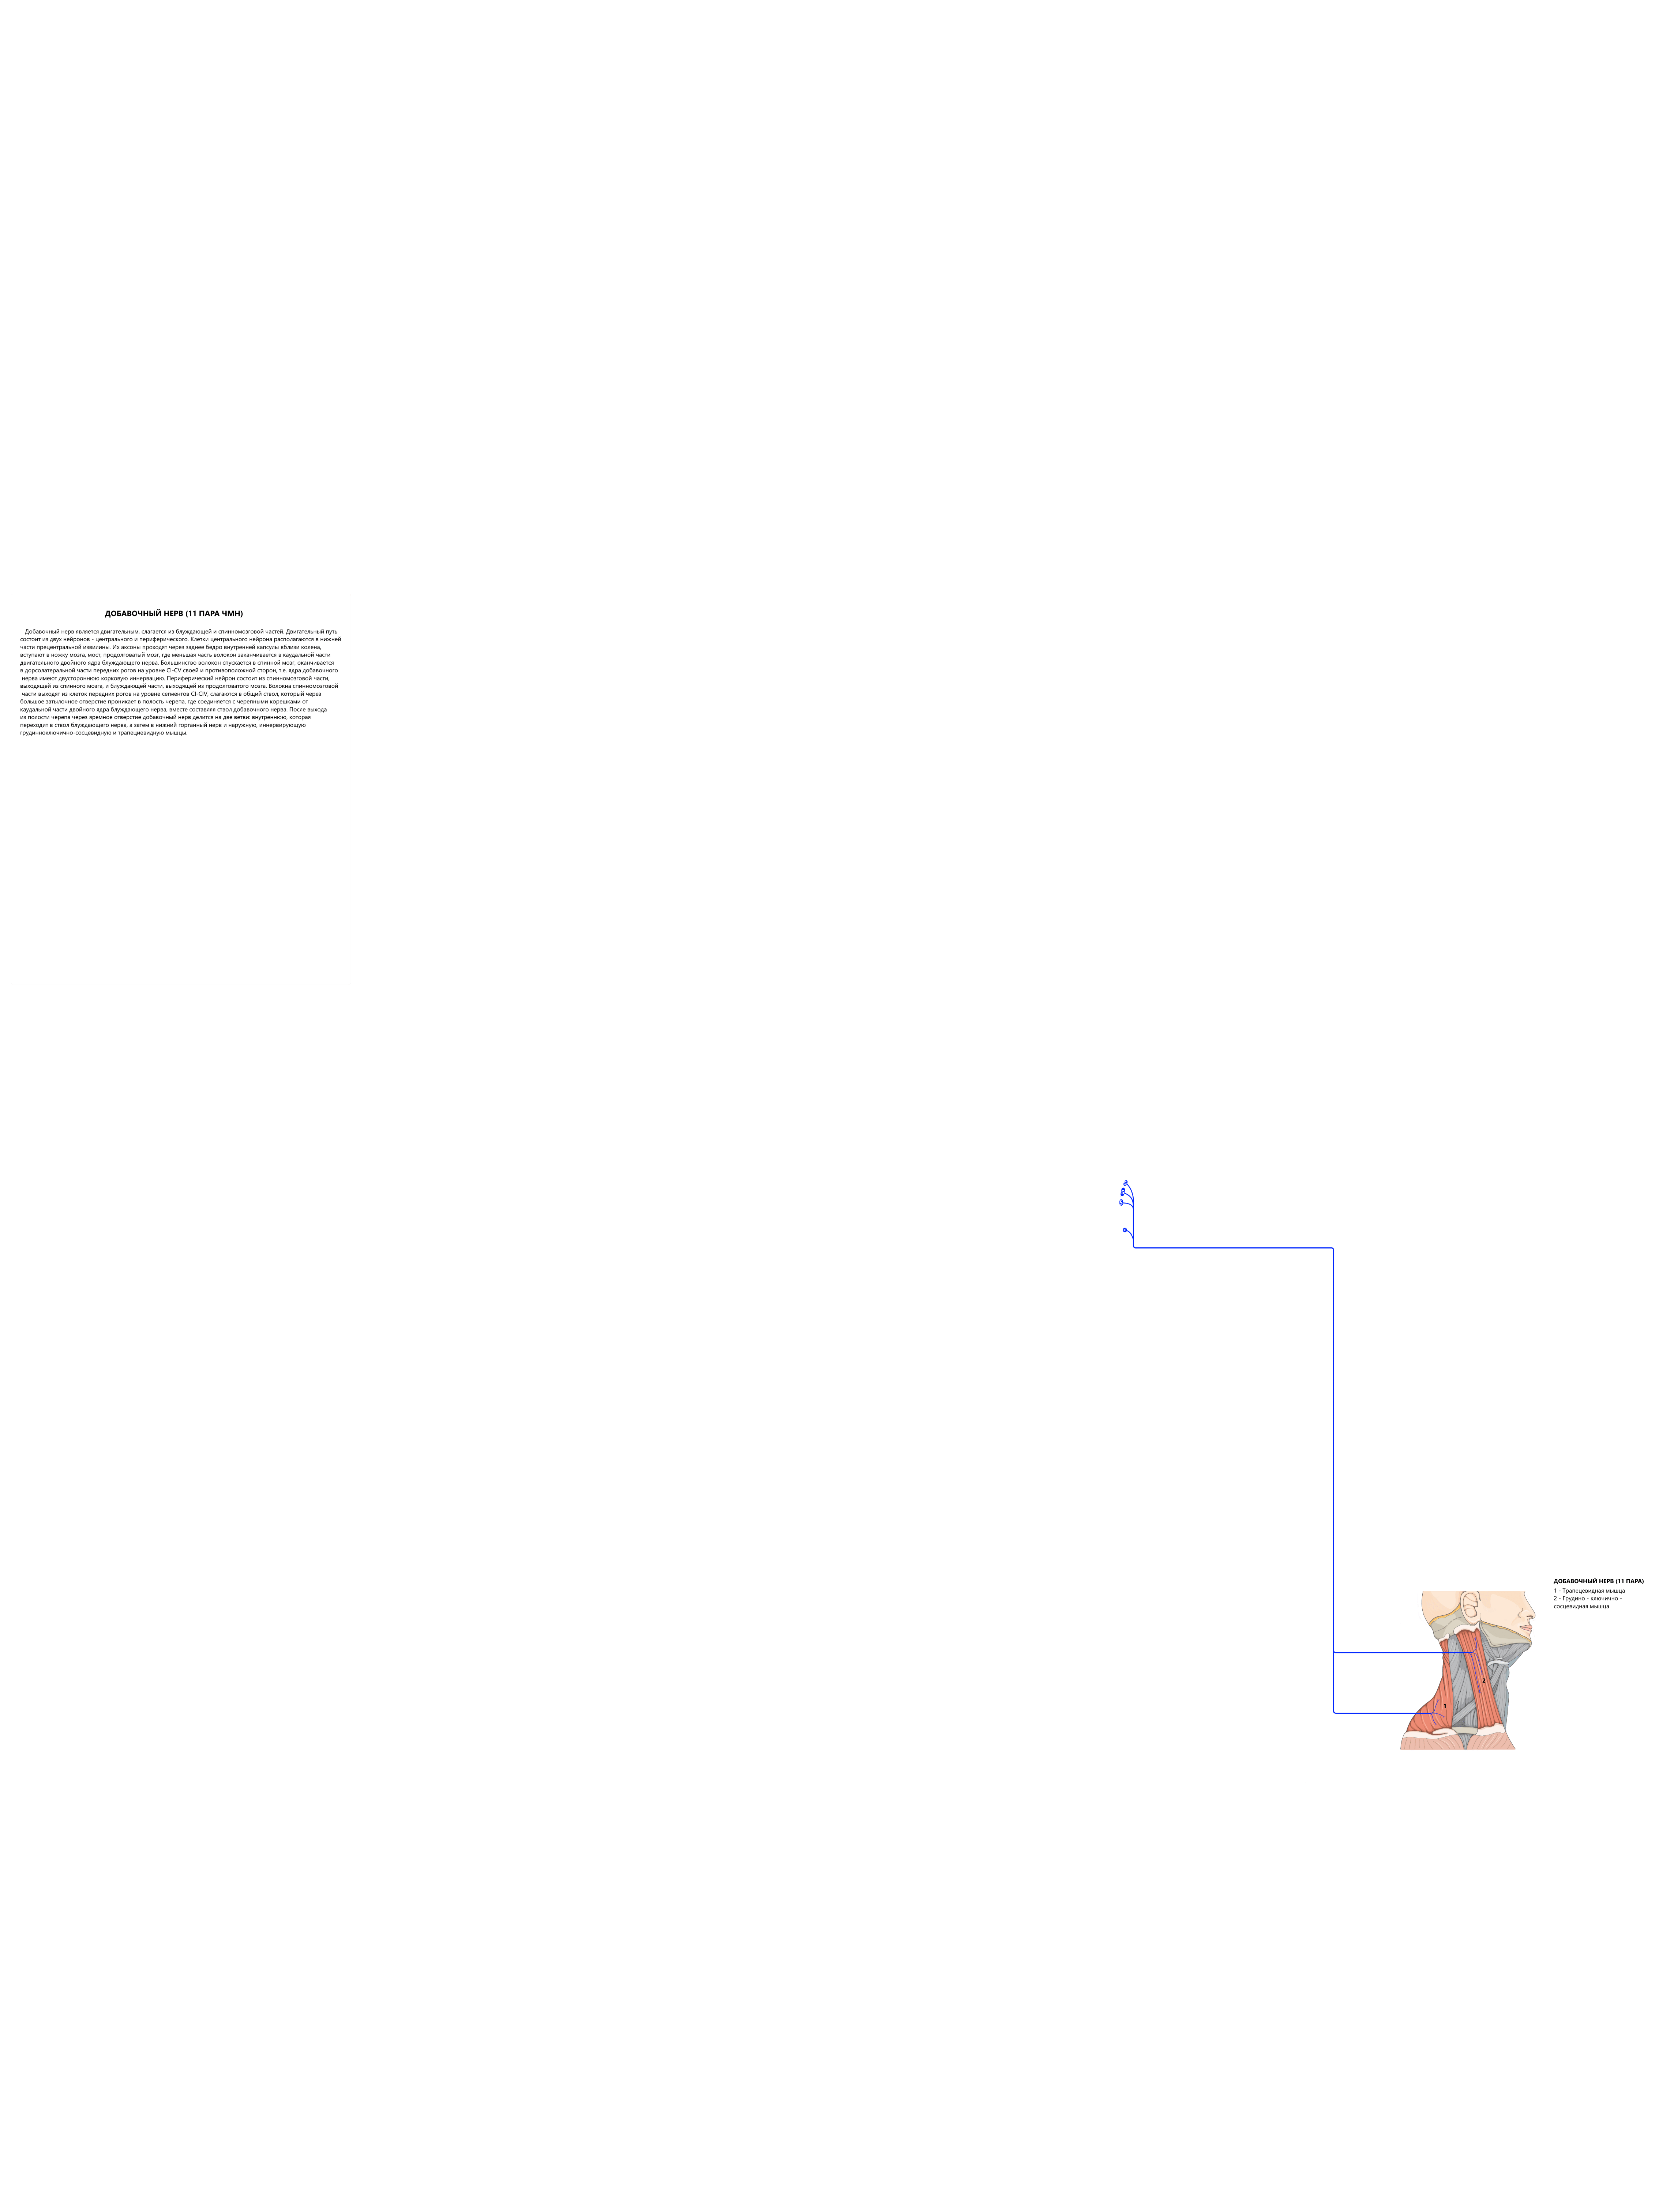 ДОБАВОЧНЫЙ НЕРВ (11 ПАРА ЧМН)
Добавочный нерв является двигательным, слагается из блуждающей и спинномозговой частей. Двигательный путь
состоит из двух нейронов - центрального и периферического. Клетки центрального нейрона располагаются в нижней
части прецентральной извилины. Их аксоны проходят через заднее бедро внутренней капсулы вблизи колена,
вступают в ножку мозга, мост, продолговатый мозг, где меньшая часть волокон заканчивается в каудальной части
двигательного двойного ядра блуждающего нерва. Большинство волокон спускается в спинной мозг, оканчивается
в дорсолатеральной части передних рогов на уровне СI-СV своей и противоположной сторон, т.е. ядра добавочного
нерва имеют двустороннюю корковую иннервацию. Периферический нейрон состоит из спинномозговой части,
выходящей из спинного мозга, и блуждающей части, выходящей из продолговатого мозга. Волокна спинномозговой
части выходят из клеток передних рогов на уровне сегментов СI-СIV, слагаются в общий ствол, который через
большое затылочное отверстие проникает в полость черепа, где соединяется с черепными корешками от
каудальной части двойного ядра блуждающего нерва, вместе составляя ствол добавочного нерва. После выхода
из полости черепа через яремное отверстие добавочный нерв делится на две ветви: внутреннюю, которая
переходит в ствол блуждающего нерва, а затем в нижний гортанный нерв и наружную, иннервирующую
грудинноключично-сосцевидную и трапециевидную мышцы.
ДОБАВОЧНЫЙ НЕРВ (11 ПАРА)
1 - Трапецевидная мышца
2 - Грудино - ключично -
сосцевидная мышца
2
1